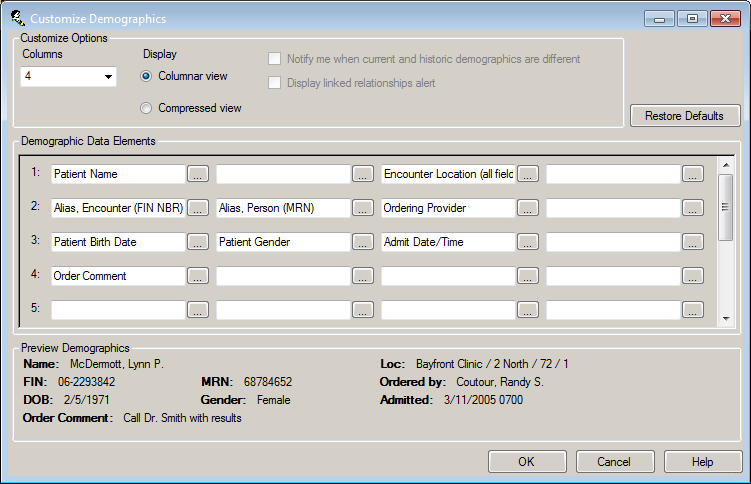 Customize Demographics
Customize Options
Columns
Display
4
Columnar view
Compressed view
Notify me when current and historic demographics are different
Display linked relationships alert
Restore Defaults
Demographic Data Elements
1: Patient Name ... ... Encounter Location (all field ... ...
2: Alias, Encounter (FIN NBR) ... Alias, Person (MRN) ... Ordering Provider ... ...
3: Patient Birth Date ... Patient Gender ... Admit Date/Time ... ...
4: Order Comment ... ... ... ...
5: ... ... ... ...
Preview Demographics
Name: McDermott, Lynn P. Loc: Bayfront Clinic / 2 North / 72 / 1
FIN: 06-2293842 MRN: 68784652 Ordered by: Coutour, Randy S.
DOB: 2/5/1971 Gender: Female Admitted: 3/11/2005 0700
Order Comment: Call Dr. Smith with results
OK Cancel Help